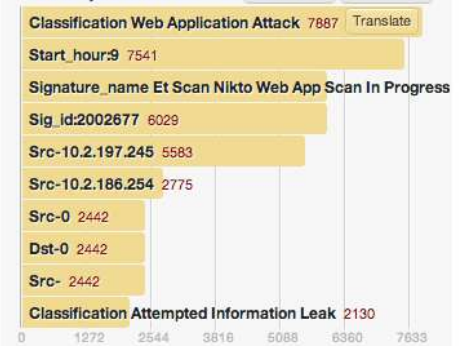 Classification Web Application Attack 7887 Translate
Start_hour:9 7541
Signature_name Et Scan Nikto Web App Scan In Progress
Sig_id:2002677 6029
Src-10.2.197.245 5583
Src-10.2.186.254 2775
Src-0 2442
Dst-0 2442
Src- 2442
Classification Attempted Information Leak 2130
0 1272 2544 3816 5088 6360 7633